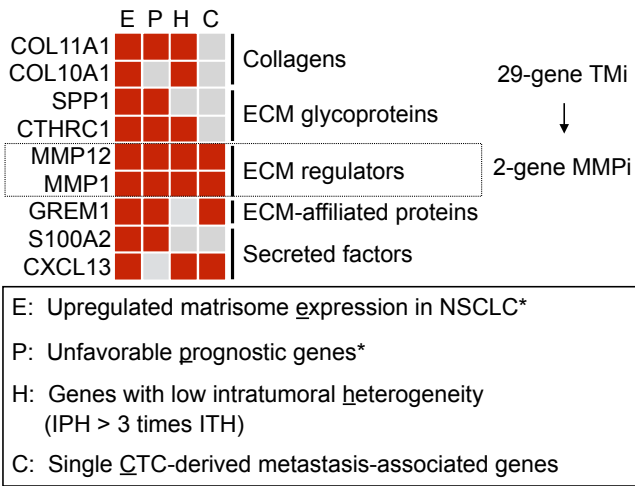 E P H C
COL11A1
COL10A1
Collagens
SPP1
CTHRC1
ECM glycoproteins
MMP12
MMP1
ECM regulators
GREM1
ECM-affiliated proteins
S100A2
CXCL13
Secreted factors
29-gene TMi
↓
2-gene MMPi
E: Upregulated matrisome expression in NSCLC*
P: Unfavorable prognostic genes*
H: Genes with low intratumoral heterogeneity
(IPH > 3 times ITH)
C: Single CTC-derived metastasis-associated genes